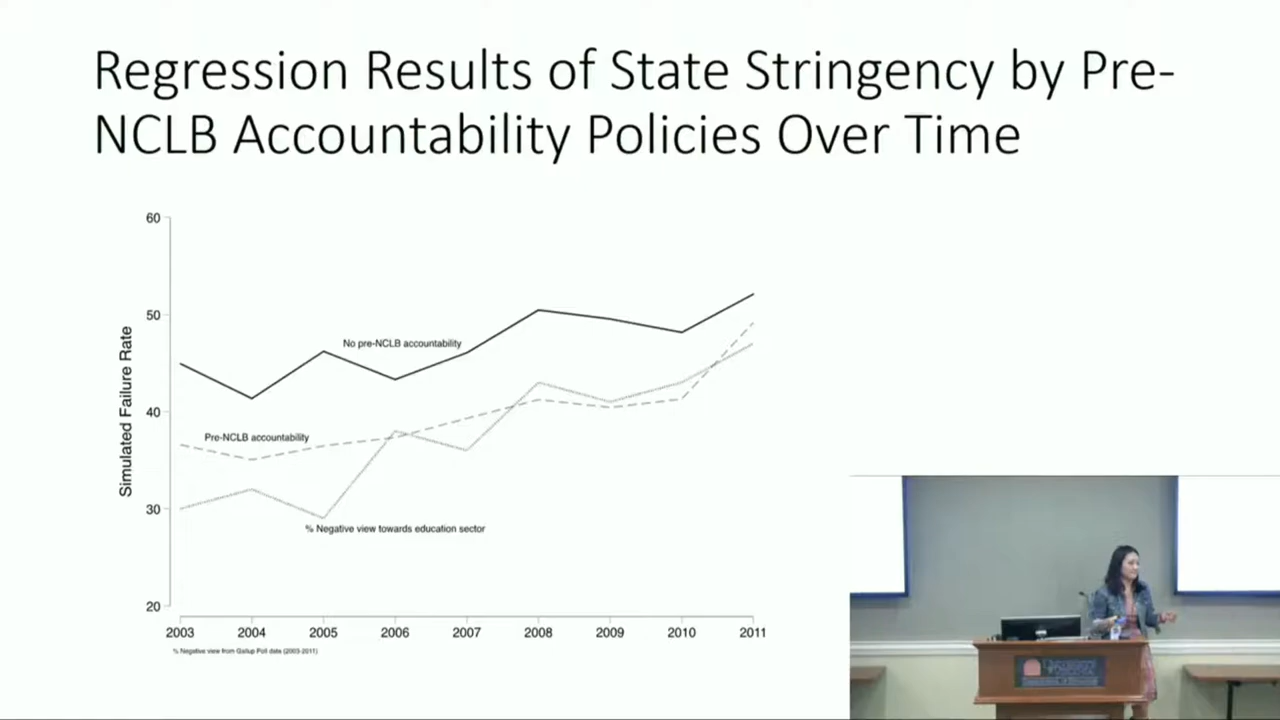 Regression Results of State Stringency by Pre-
NCLB Accountability Policies Over Time
60
50
40
30
20
Simulated Failure Rate
No pre-NCLB accountability
Pre-NCLB accountability
% Negative view towards education sector
2003 2004 2005 2006 2007 2008 2009 2010 2011
% Negative view from Gallup Poll data (2003-2011)
University